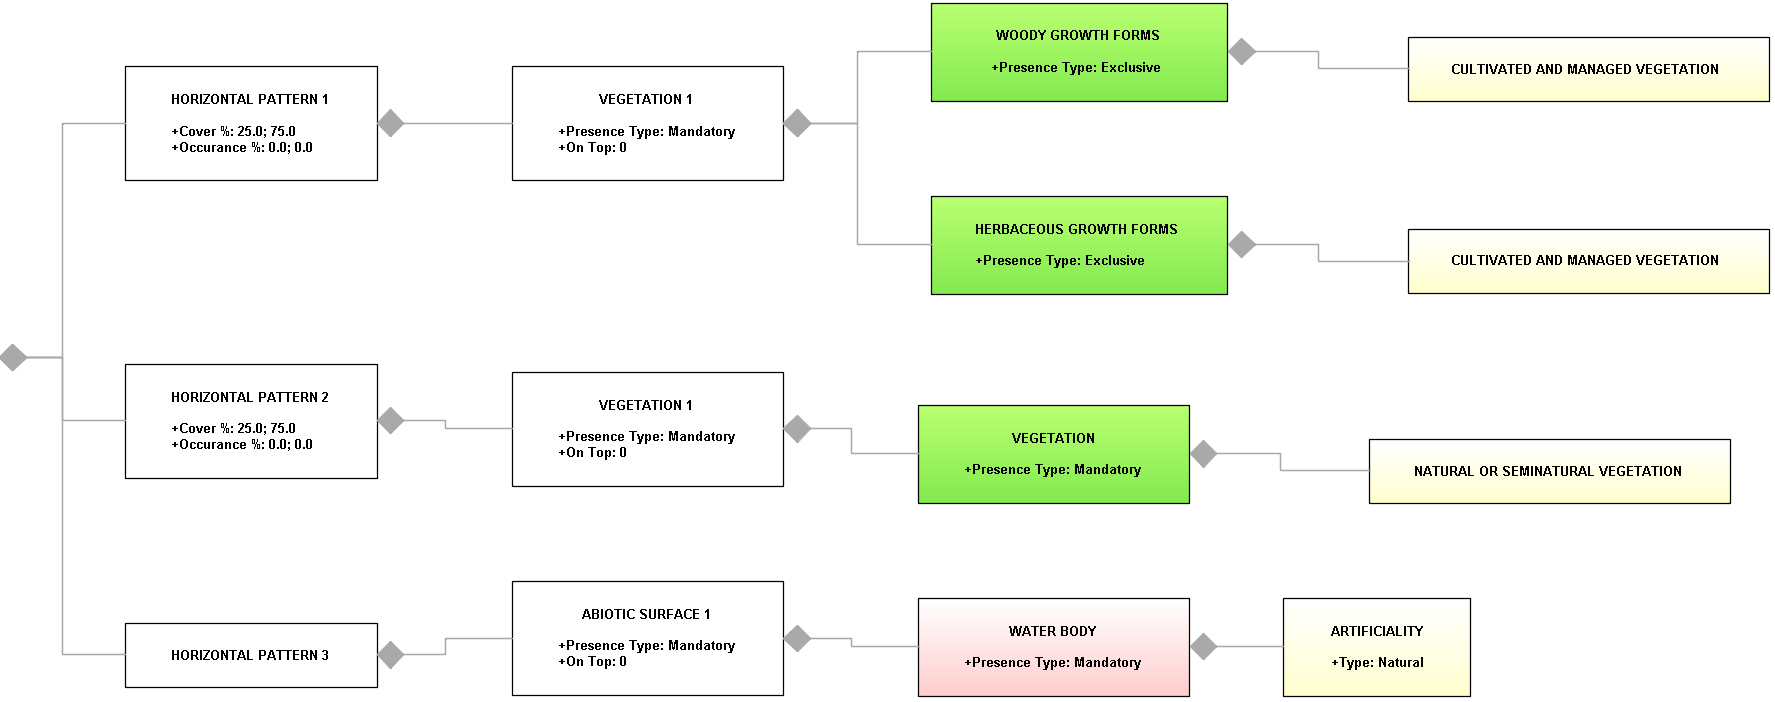 HORIZONTAL PATTERN 1
+Cover %: 25.0; 75.0
+Occurance %: 0.0; 0.0
VEGETATION 1
+Presence Type: Mandatory
+On Top: 0
WOODY GROWTH FORMS
+Presence Type: Exclusive
CULTIVATED AND MANAGED VEGETATION
HERBACEOUS GROWTH FORMS
+Presence Type: Exclusive
CULTIVATED AND MANAGED VEGETATION
HORIZONTAL PATTERN 2
+Cover %: 25.0; 75.0
+Occurance %: 0.0; 0.0
VEGETATION 1
+Presence Type: Mandatory
+On Top: 0
VEGETATION
+Presence Type: Mandatory
NATURAL OR SEMINATURAL VEGETATION
HORIZONTAL PATTERN 3
ABIOTIC SURFACE 1
+Presence Type: Mandatory
+On Top: 0
WATER BODY
+Presence Type: Mandatory
ARTIFICIALITY
+Type: Natural